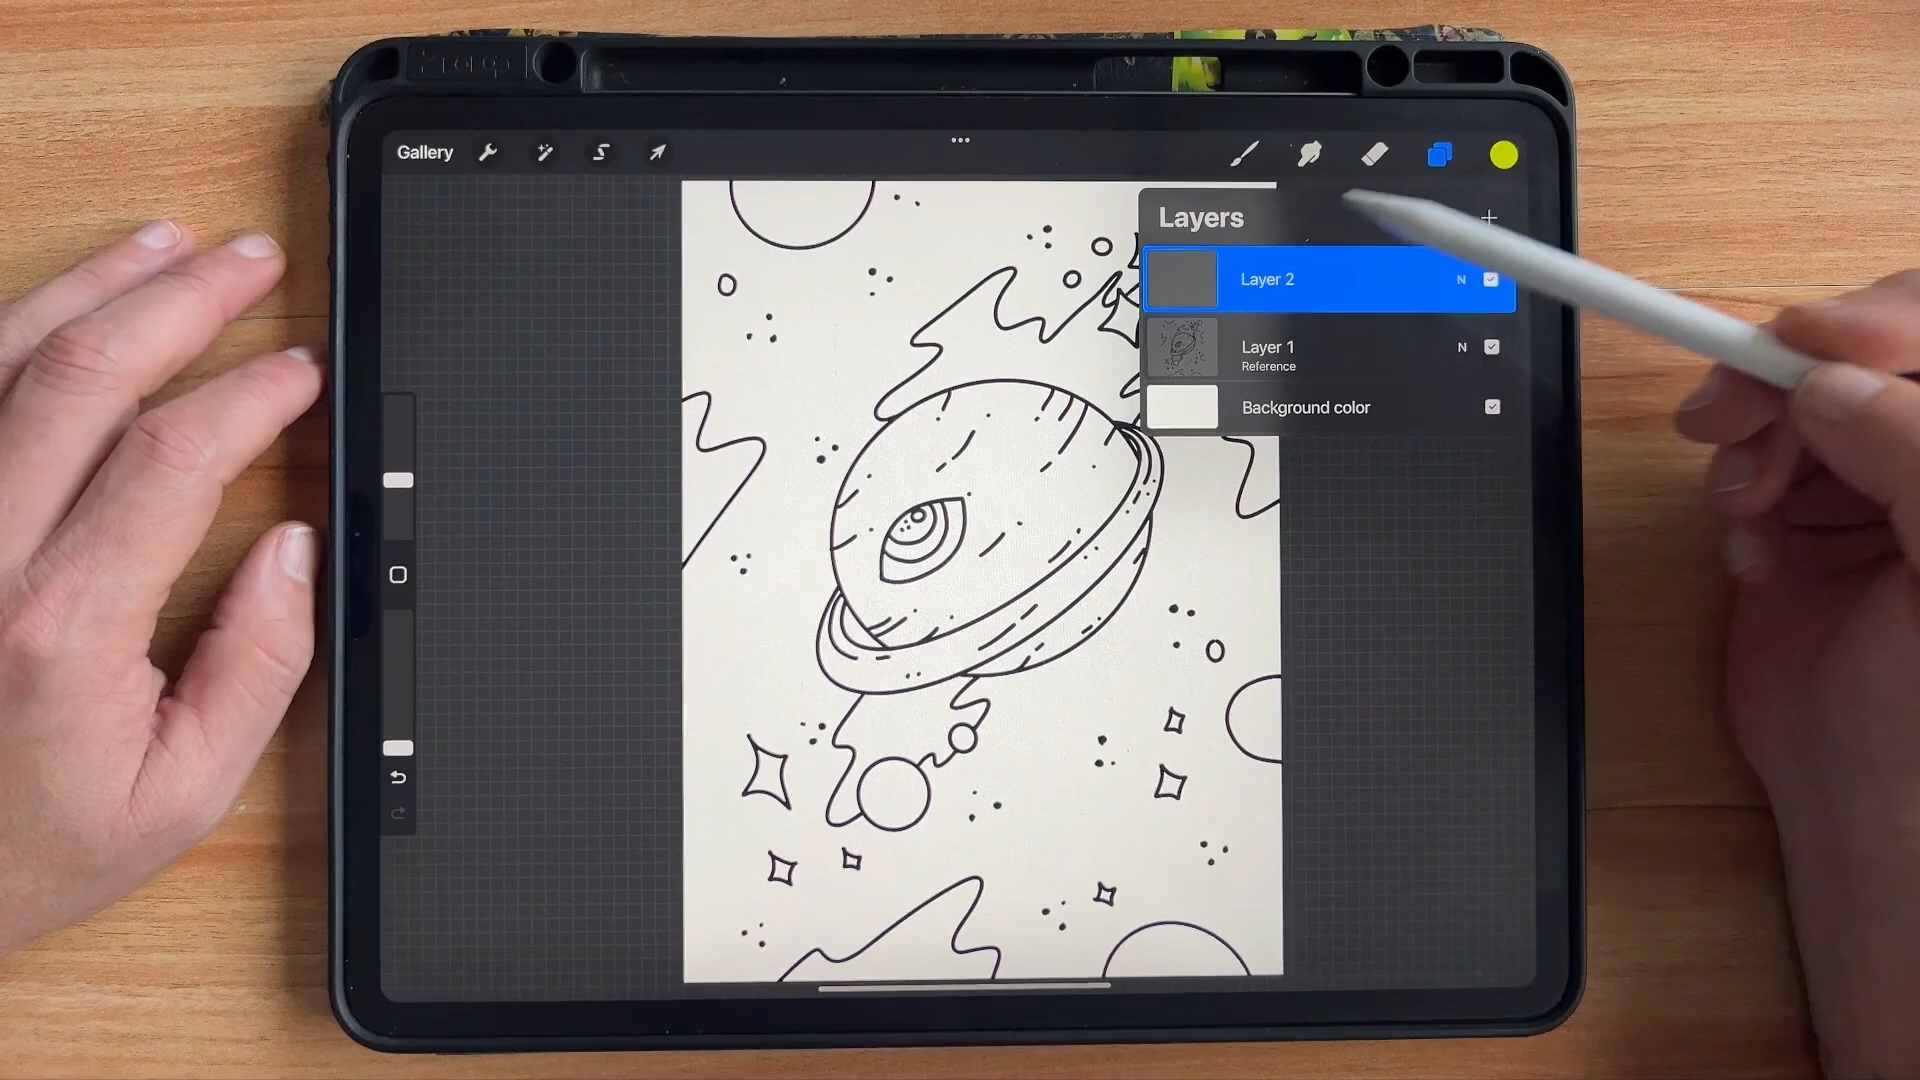 Gallery
Layers
Layer 2
N
Layer 1
N
Reference
Background color